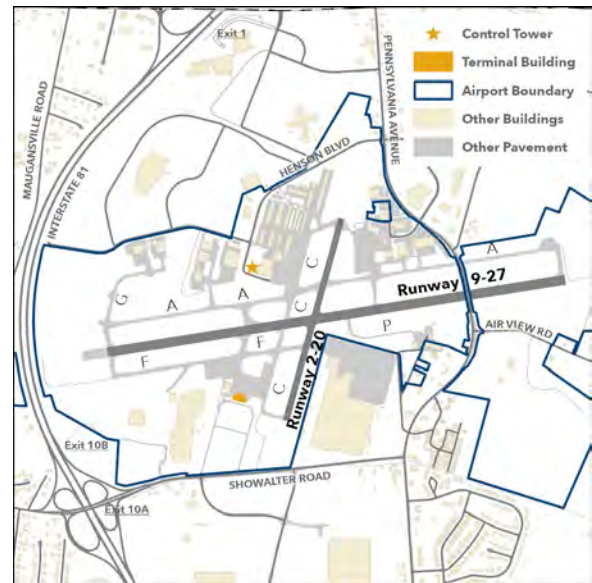 Exit 1
Control Tower
Terminal Building
Airport Boundary
Other Buildings
Other Pavement
PENNSYLVANIA AVENUE
MAUGANSVILLE ROAD
INTERSTATE 81
HENSON BLVD
A
C
Runway 9-27
G
A
A
C
F
F
P
AIR VIEW RD
C
Runway 2-20
Exit 10B
SHOWALTER ROAD
Exit 10A